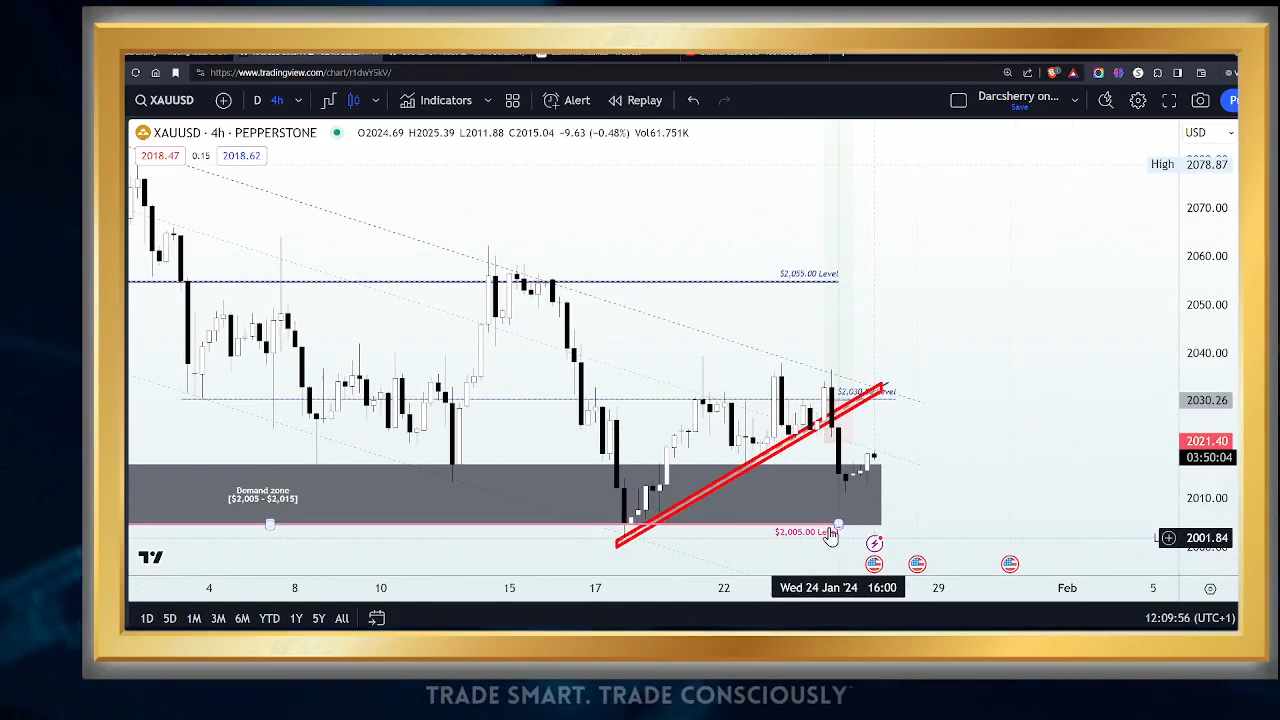 https://www.tradingview.com/chart/r1dwY5kV/
XAUUSD
D
4h
Indicators
Alert
Replay
Darcsherry on...
Save
XAUUSD · 4h · PEPPERSTONE
O2024.69 H2025.39 L2011.88 C2015.04 -9.63 (-0.48%) Vol61.751K
USD
2018.47
0.15
2018.62
High 2078.87
2070.00
2060.00
2050.00
2040.00
2030.26
2021.40
03:50:04
2010.00
2001.84
$2,055.00 Level
Demand zone
[$2,005 - $2,015]
4
8
10
15
17
22
Wed 24 Jan '24 16:00
29
Feb
5
1D
5D
1M
3M
6M
YTD
1Y
5Y
All
12:09:56 (UTC+1)
TRADE SMART. TRADE CONSCIOUSLY